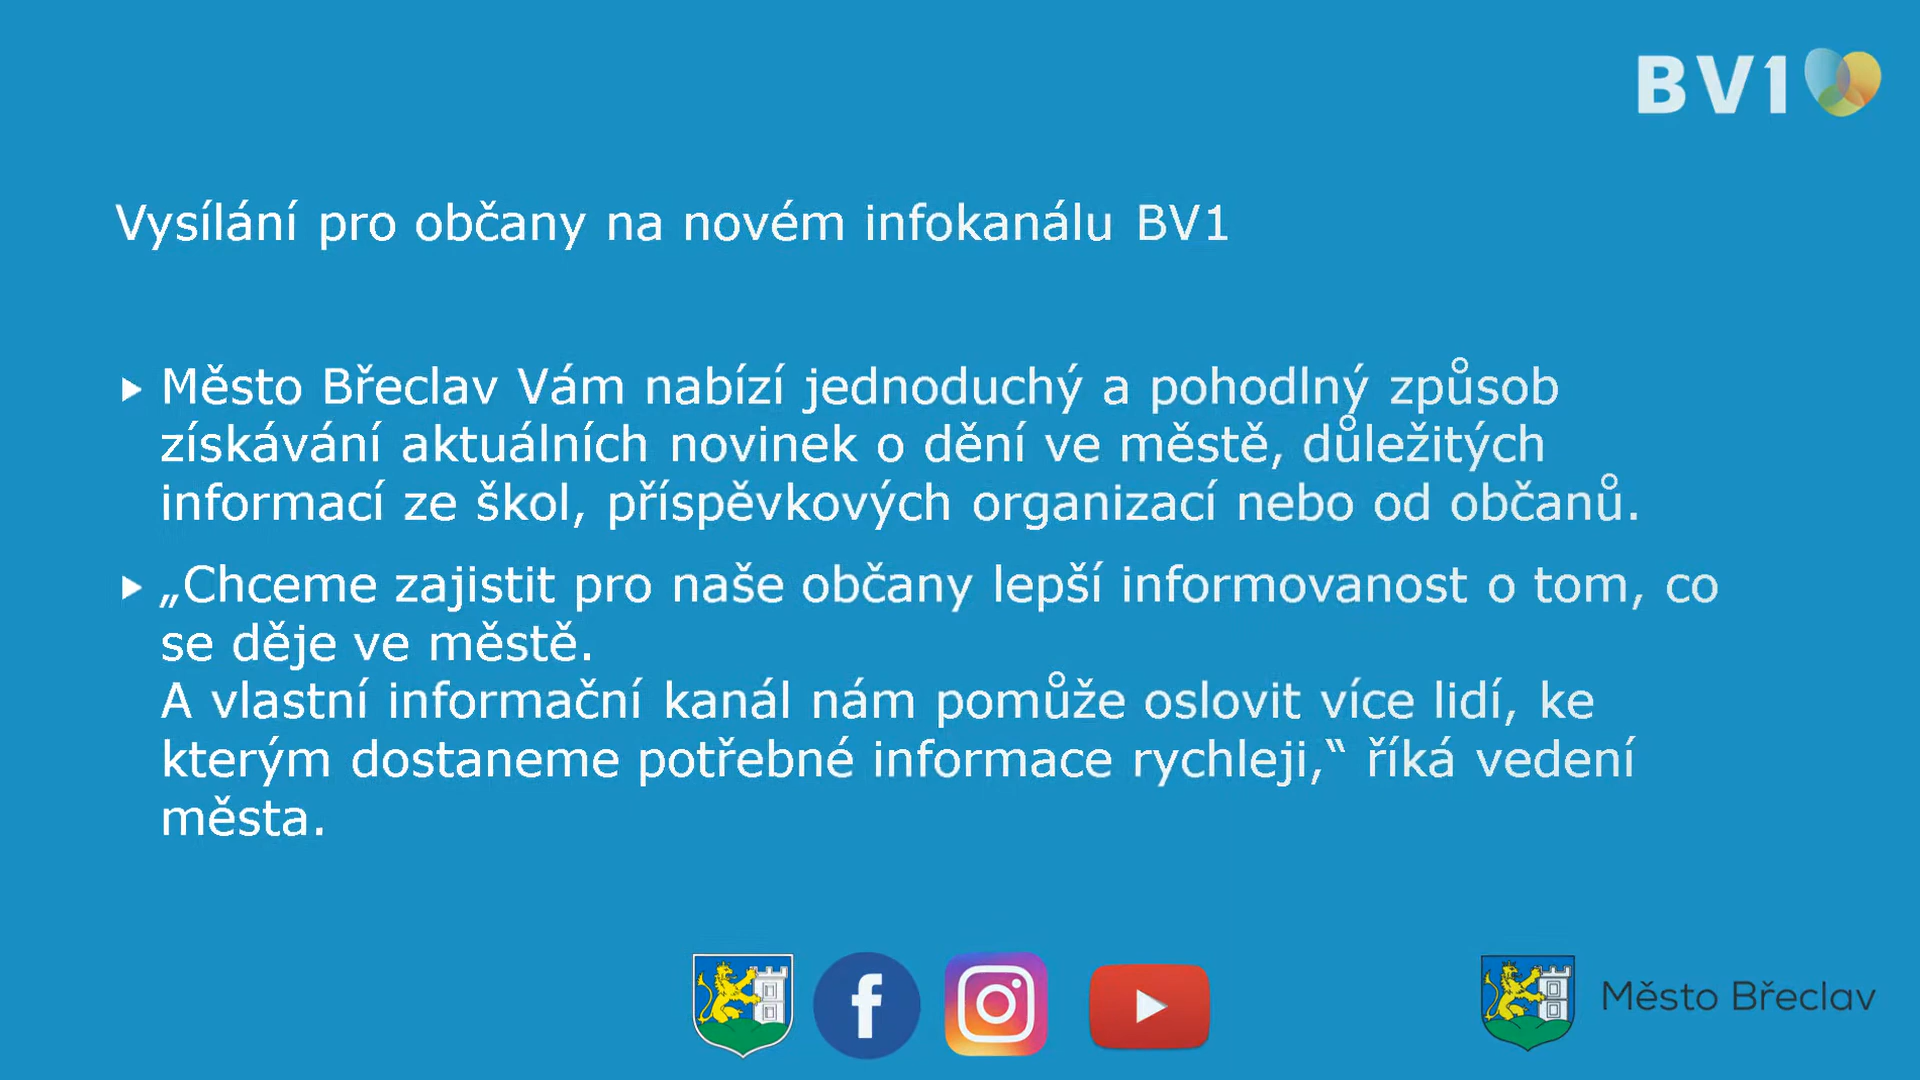 BV1
Vysílání pro občany na novém infokanálu BV1
Město Břeclav Vám nabízí jednoduchý a pohodlný způsob
získávání aktuálních novinek o dění ve městě, důležitých
informací ze škol, příspěvkových organizací nebo od občanů.
„Chceme zajistit pro naše občany lepší informovanost o tom, co
se děje ve městě.
A vlastní informační kanál nám pomůže oslovit více lidí, ke
kterým dostaneme potřebné informace rychleji,“ říká vedení
města.
Město Břeclav